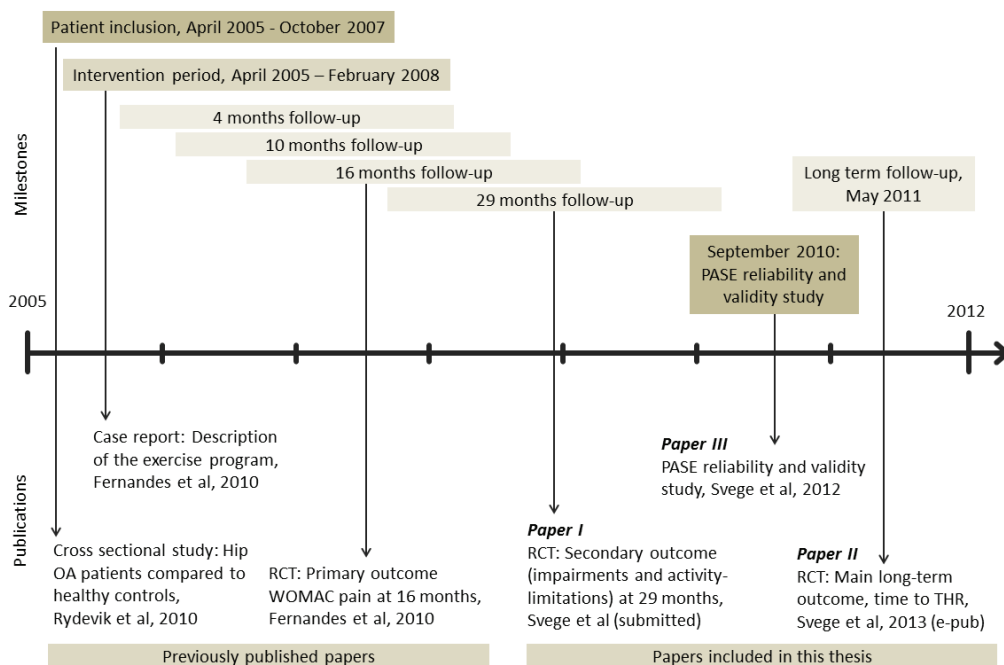 Patient inclusion, April 2005 - October 2007
Intervention period, April 2005 – February 2008
4 months follow-up
10 months follow-up
16 months follow-up
29 months follow-up
Long term follow-up,
May 2011
Milestones
September 2010:
PASE reliability and
validity study
2005
2012
Publications
Case report: Description
of the exercise program,
Fernandes et al, 2010
Cross sectional study: Hip
OA patients compared to
healthy controls,
Rydevik et al, 2010
RCT: Primary outcome
WOMAC pain at 16 months,
Fernandes et al, 2010
Paper I
RCT: Secondary outcome
(impairments and activity-
limitations) at 29 months,
Svege et al (submitted)
Paper III
PASE reliability and validity
study, Svege et al, 2012
Paper II
RCT: Main long-term
outcome, time to THR,
Svege et al, 2013 (e-pub)
Previously published papers
Papers included in this thesis